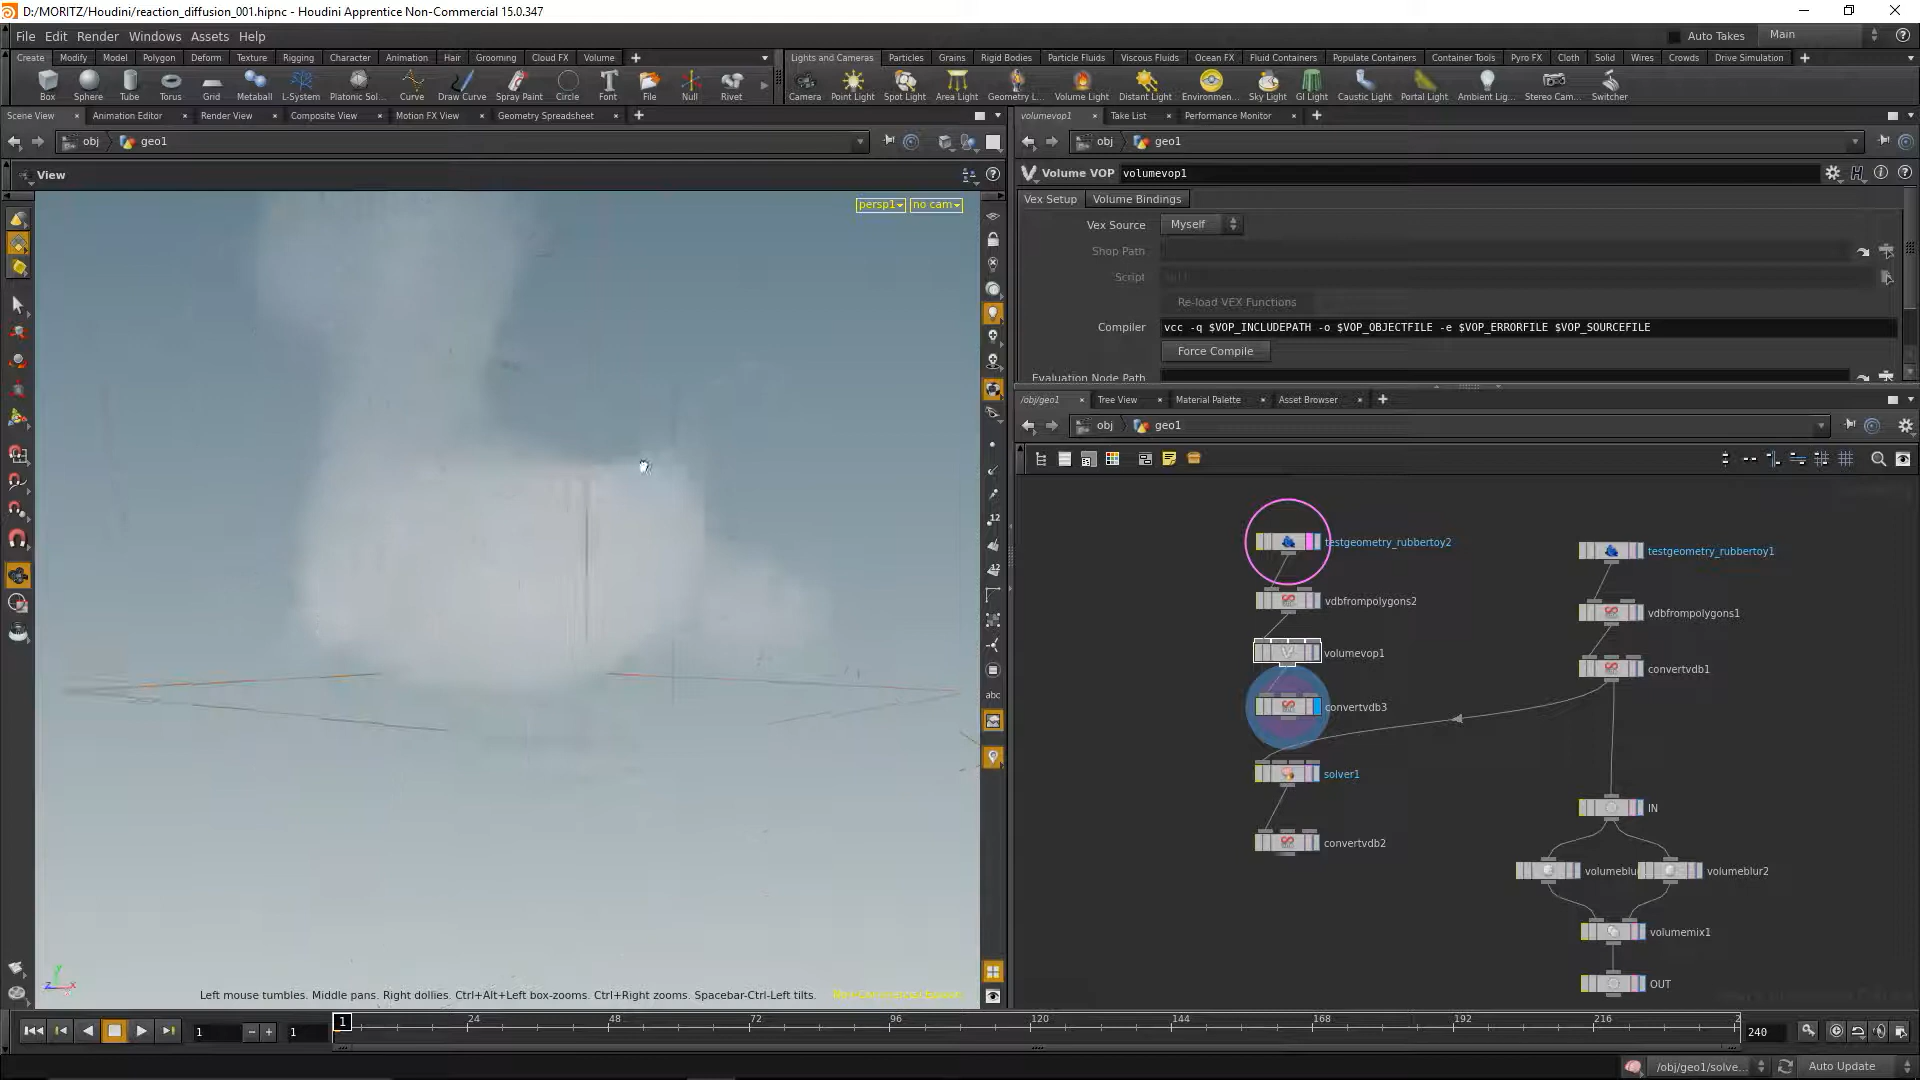 D:/MORITZ/Houdini/reaction_diffusion_001.hipnc - Houdini Apprentice Non-Commercial 15.0.347
File Edit Render Windows Assets Help
Auto Takes Main
Create Modify Model Polygon Deform Texture Rigging Character Animation Hair Grooming Cloud FX Volume
Lights and Cameras Particles Grains Rigid Bodies Particle Fluids Viscous Fluids Ocean FX Fluid Containers Populate Containers Container Tools Pyro FX Cloth Solid Wires Crowds Drive Simulation
Box Sphere Tube Torus Grid Metaball L-System Platonic Sol... Curve Draw Curve Spray Paint Circle Font File Null Rivet
Camera Point Light Spot Light Area Light Geometry L... Volume Light Distant Light Environmen... Sky Light GI Light Caustic Light Portal Light Ambient Lig... Stereo Cam... Switcher
Scene View Animation Editor Render View Composite View Motion FX View Geometry Spreadsheet
volumevop1 Take List Performance Monitor
obj geo1
obj geo1
View
Volume VOP volumevop1
Vex Setup Volume Bindings
persp1 no cam
Vex Source Myself
Shop Path
Script null
Re-load VEX Functions
Compiler vcc -q $VOP_INCLUDEPATH -o $VOP_OBJECTFILE -e $VOP_ERRORFILE $VOP_SOURCEFILE
Force Compile
Evaluation Node Path
/obj/geo1 Tree View Material Palette Asset Browser
obj geo1
12
12
abc
testgeometry_rubbertoy2
testgeometry_rubbertoy1
vdbfrompolygons2
vdbfrompolygons1
volumevop1
convertvdb1
convertvdb3
solver1
IN
convertvdb2
volumeblu
volumeblur2
volumemix1
OUT
y
z x
Left mouse tumbles. Middle pans. Right dollies. Ctrl+Alt+Left box-zooms. Ctrl+Right zooms. Spacebar-Ctrl-Left tilts.
1 1 1 24 48 72 96 120 144 168 192 216 2 240
/obj/geo1/solve... Auto Update